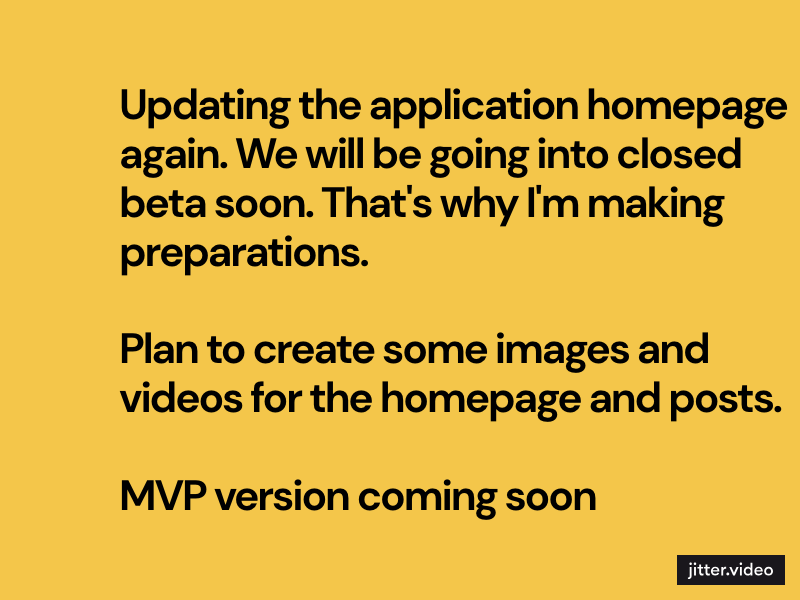 Updating the application homepage
again. We will be going into closed
beta soon. That's why I'm making
preparations.
Plan to create some images and
videos for the homepage and posts.
MVP version coming soon
jitter.video